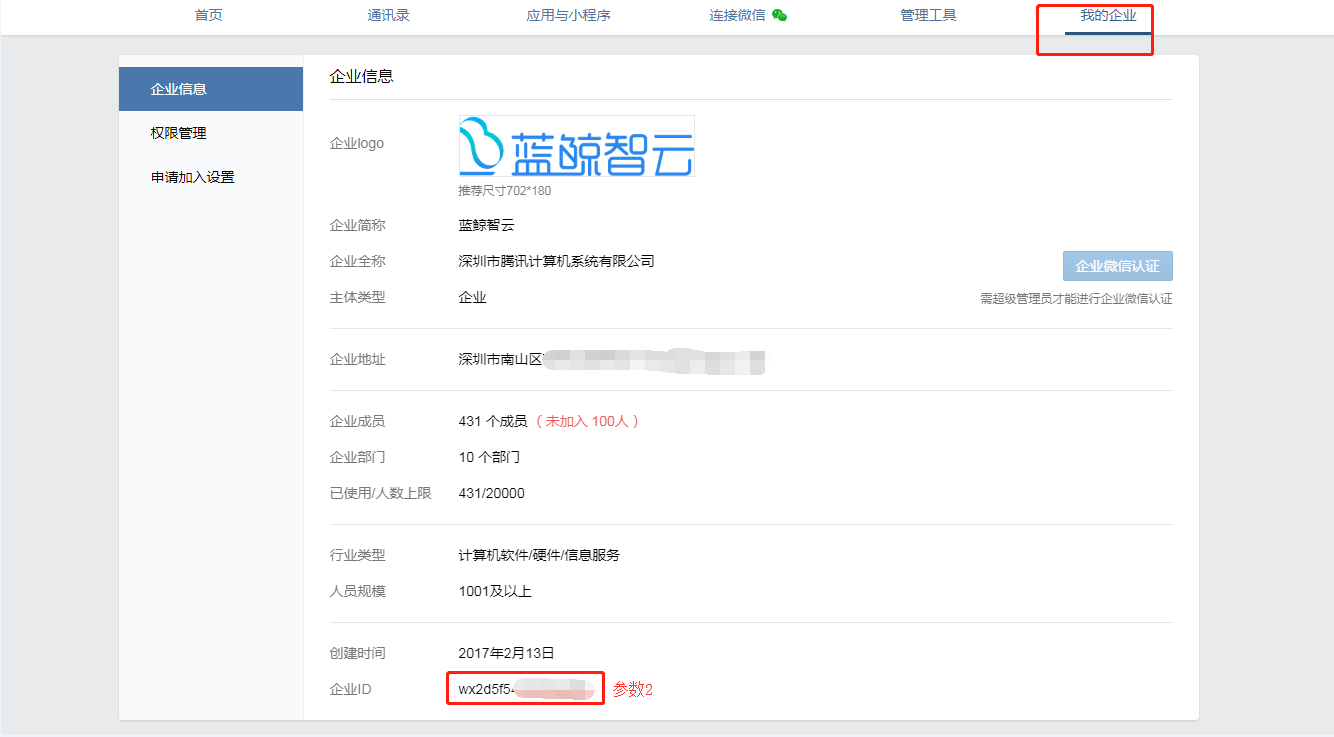 首页 通讯录 应用与小程序 连接微信 管理工具 我的企业
企业信息
权限管理
申请加入设置
企业信息
企业logo
蓝鲸智云
推荐尺寸702*180
企业简称 蓝鲸智云
企业全称 深圳市腾讯计算机系统有限公司
企业微信认证
主体类型 企业
需超级管理员才能进行企业微信认证
企业地址 深圳市南山区
企业成员 431 个成员 （ 未加入 100人 ）
企业部门 10 个部门
已使用/人数上限 431/20000
行业类型 计算机软件/硬件/信息服务
人员规模 1001及以上
创建时间 2017年2月13日
企业ID wx2d5f5 参数2